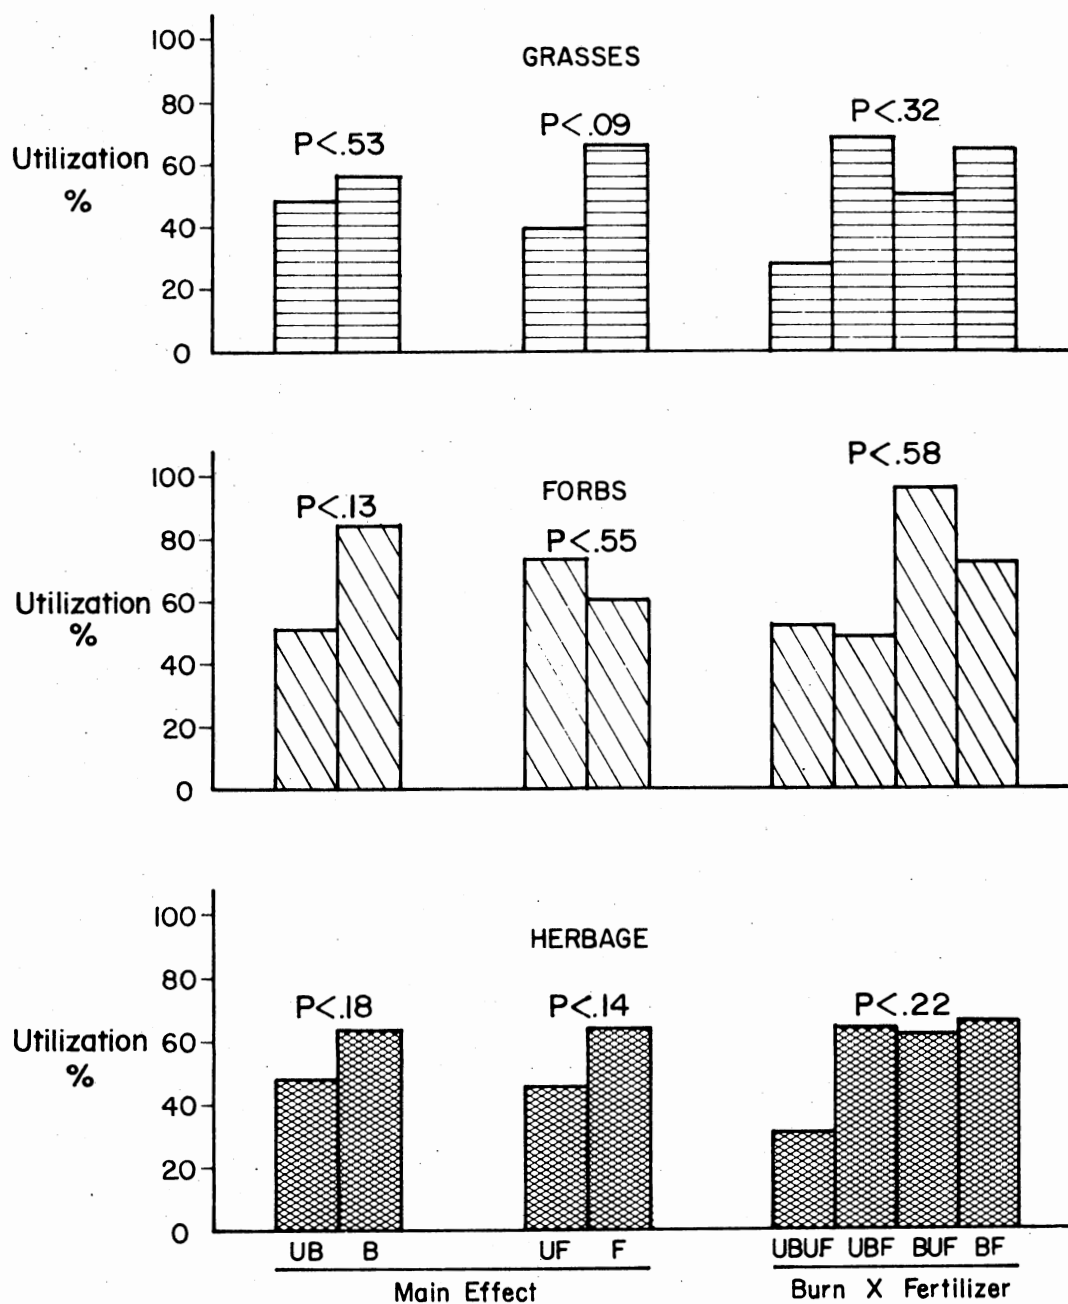 GRASSES
100
80
60
40
20
0
Utilization
%
P<.53
P<.09
P<.32
FORBS
100
80
60
40
20
0
Utilization
%
P<.13
P<.55
P<.58
HERBAGE
100
80
60
40
20
0
Utilization
%
P<.18
P<.14
P<.22
UB B UF F UBUF UBF BUF BF
Main Effect Burn X Fertilizer